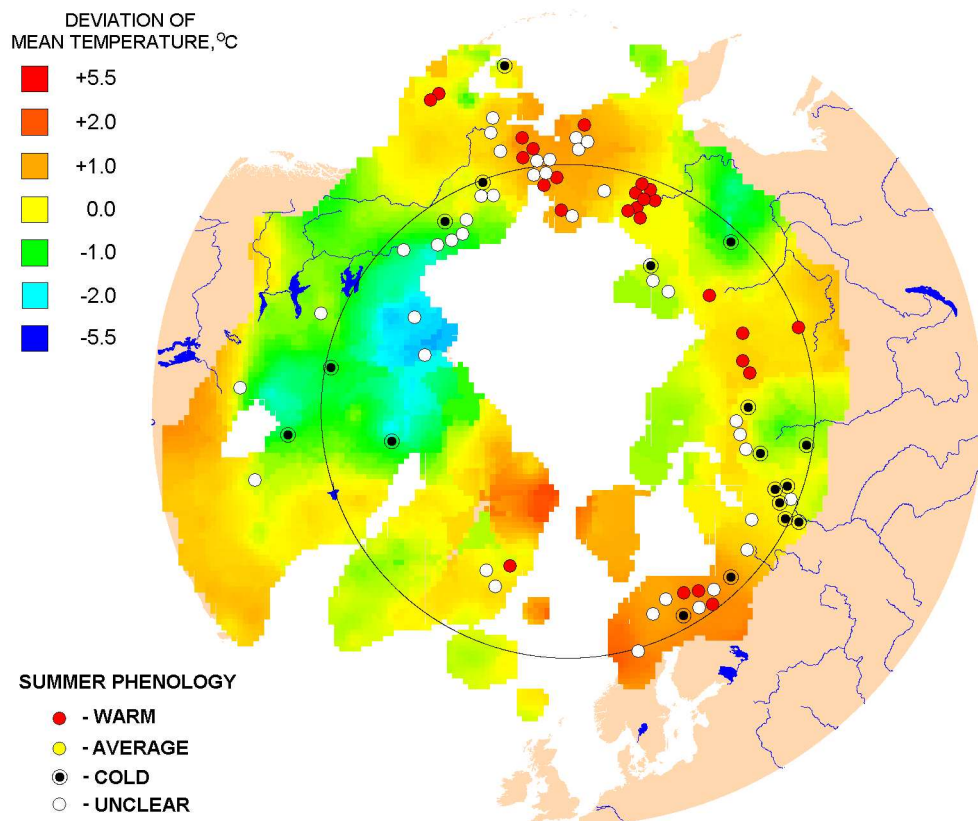 DEVIATION OF
MEAN TEMPERATURE, °C
+5.5
+2.0
+1.0
0.0
-1.0
-2.0
-5.5
SUMMER PHENOLOGY
- WARM
- AVERAGE
- COLD
- UNCLEAR